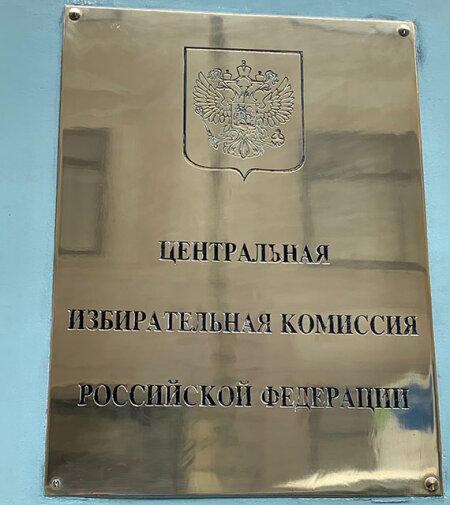 ЦЕНТРАЛЬНАЯ
ИЗБИРАТЕЛЬНАЯ КОМИССИЯ
РОССИЙСКОЙ ФЕДЕРАЦИИ